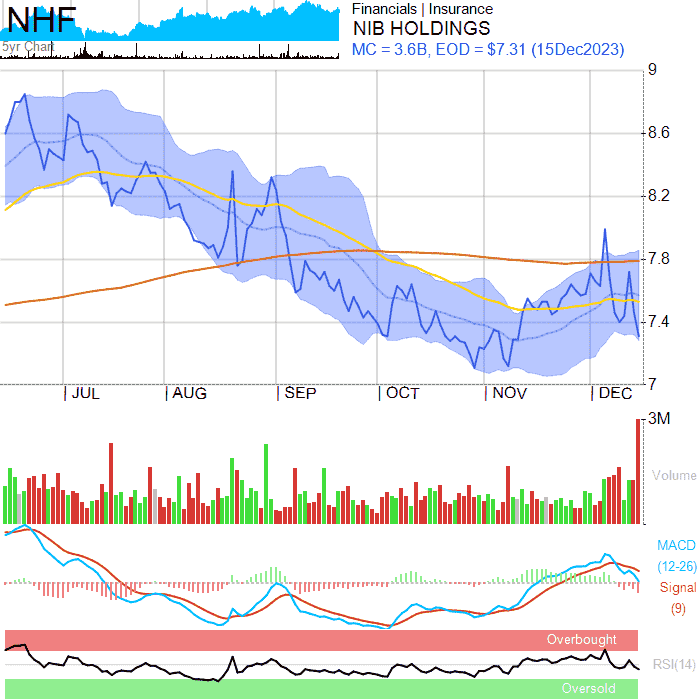 NHF
5yr Chart
Financials | Insurance
NIB HOLDINGS
MC = 3.6B, EOD = $7.31 (15Dec2023)
9
8.6
8.2
7.8
7.4
7
| JUL | AUG | SEP | OCT | NOV | DEC
3M
Volume
MACD
(12-26)
Signal
(9)
Overbought
RSI(14)
Oversold